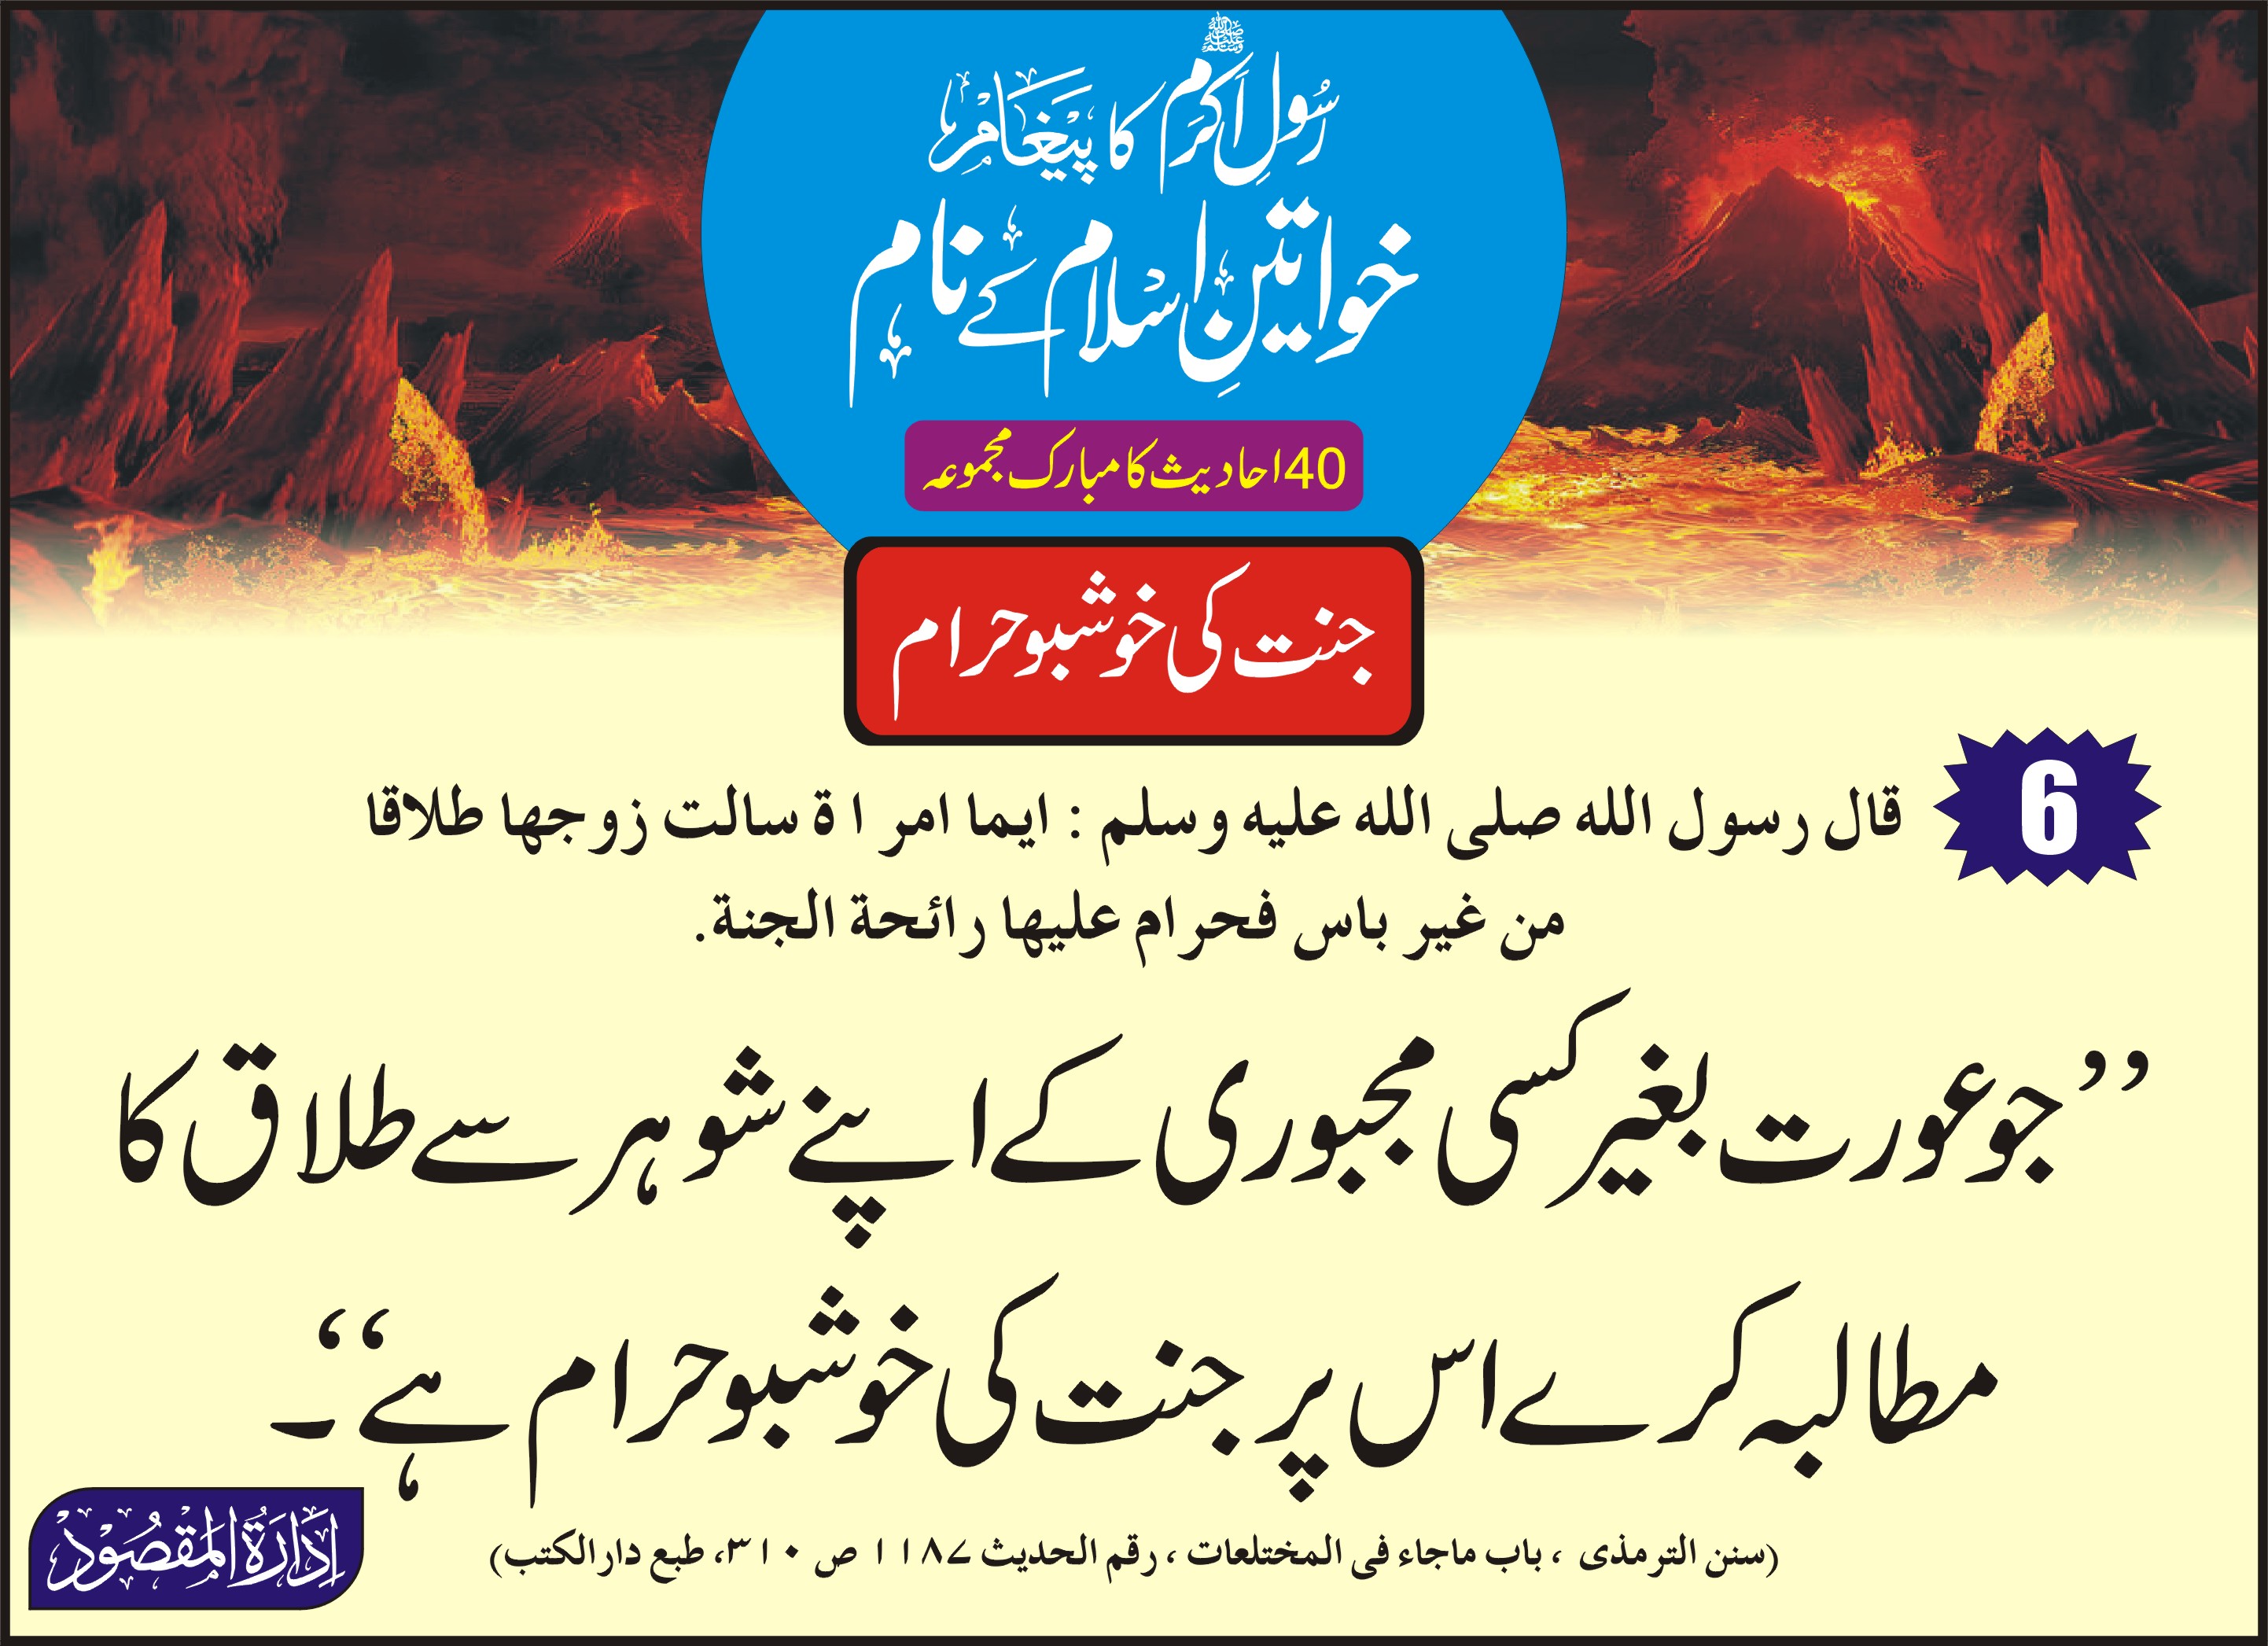 ﷺ
رسولِ اکرم کا پیغام
خواتینِ اسلام کے نام
40 احادیث کا مبارک مجموعہ
جنت کی خوشبو حرام
6
قال رسول الله صلى الله عليه وسلم : ايما امراة سالت زوجها طلاقا
من غير باس فحرام عليها رائحة الجنة.
’’جو عورت بغیر کسی مجبوری کے اپنے شوہر سے طلاق کا
مطالبہ کرے اس پر جنت کی خوشبو حرام ہے‘‘۔
(سنن الترمذی ، باب ماجاء فی المختلعات ، رقم الحدیث ۱۱۸۷ ص ۳۱۰، طبع دارالکتب)
اِدَارَةُ الْمَقْصُوْد